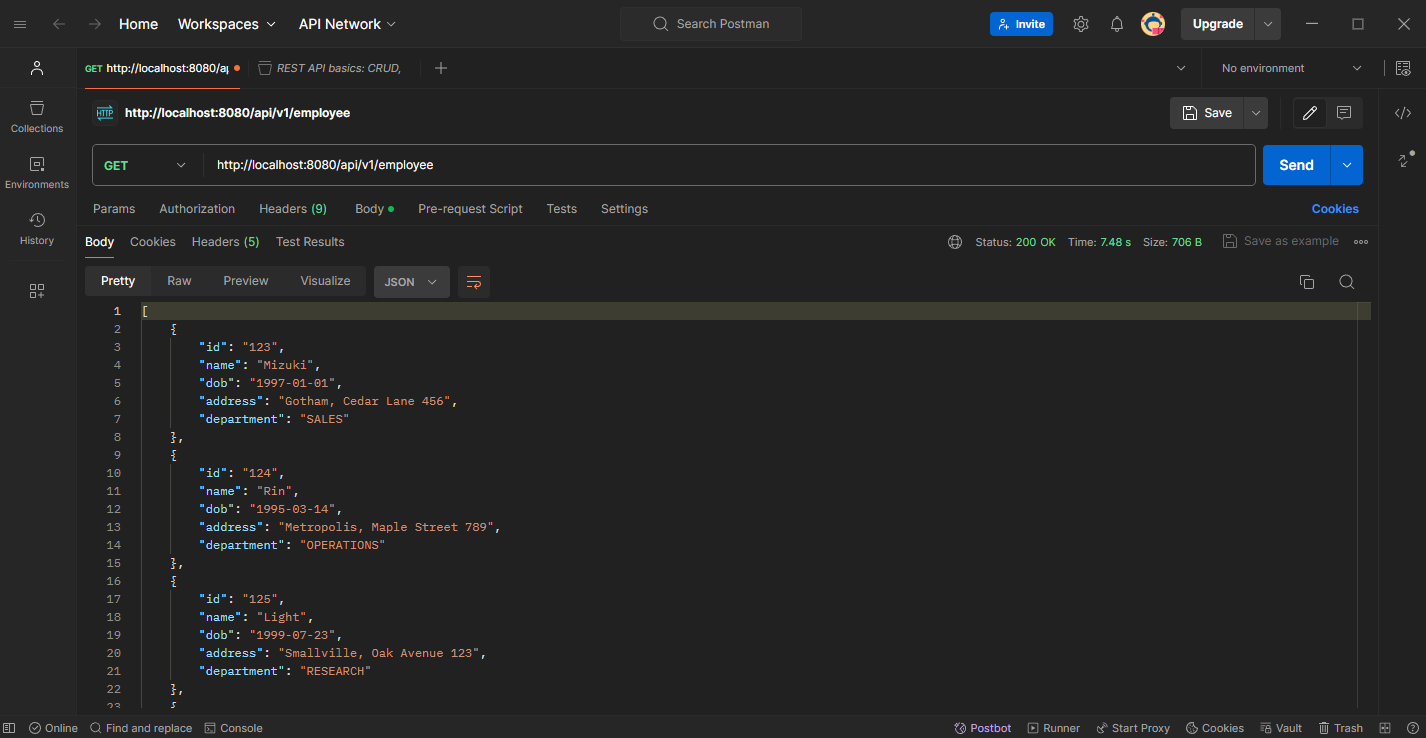 Home Workspaces API Network Search Postman Invite Upgrade
GET http://localhost:8080/ap REST API basics: CRUD, No environment
HTTP http://localhost:8080/api/v1/employee Save
Collections
GET http://localhost:8080/api/v1/employee Send
Environments
Params Authorization Headers (9) Body Pre-request Script Tests Settings Cookies
History
Body Cookies Headers (5) Test Results Status: 200 OK Time: 7.48 s Size: 706 B Save as example
Pretty Raw Preview Visualize JSON
1 [
2 {
3 "id": "123",
4 "name": "Mizuki",
5 "dob": "1997-01-01",
6 "address": "Gotham, Cedar Lane 456",
7 "department": "SALES"
8 },
9 {
10 "id": "124",
11 "name": "Rin",
12 "dob": "1995-03-14",
13 "address": "Metropolis, Maple Street 789",
14 "department": "OPERATIONS"
15 },
16 {
17 "id": "125",
18 "name": "Light",
19 "dob": "1999-07-23",
20 "address": "Smallville, Oak Avenue 123",
21 "department": "RESEARCH"
22 },
23 {
Online Find and replace Console Postbot Runner Start Proxy Cookies Vault Trash